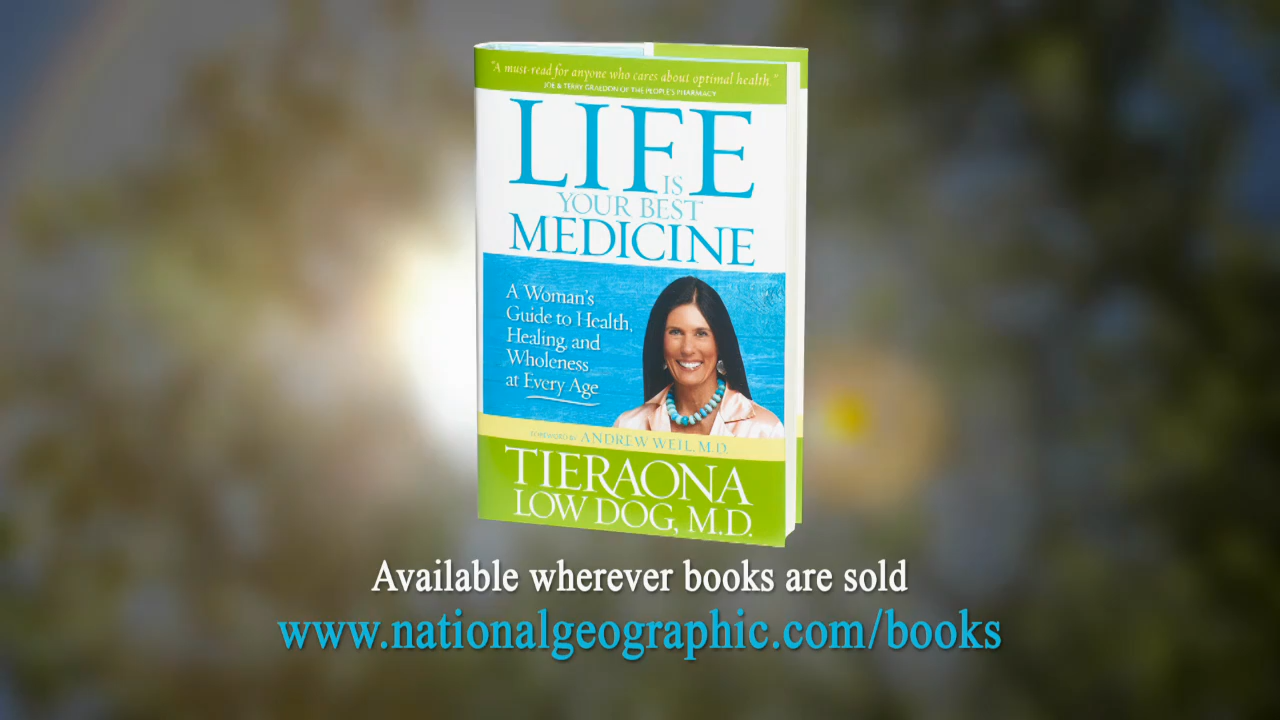 "A must-read for anyone who cares about optimal health."
JOE & TERRY GRAEDON OF THE PEOPLE'S PHARMACY
LIFE
IS
YOUR BEST
MEDICINE
A Woman's
Guide to Health,
Healing, and
Wholeness
at Every Age
FOREWORD BY ANDREW WEIL, M.D.
TIERAONA
LOW DOG, M.D.
Available wherever books are sold
www.nationalgeographic.com/books